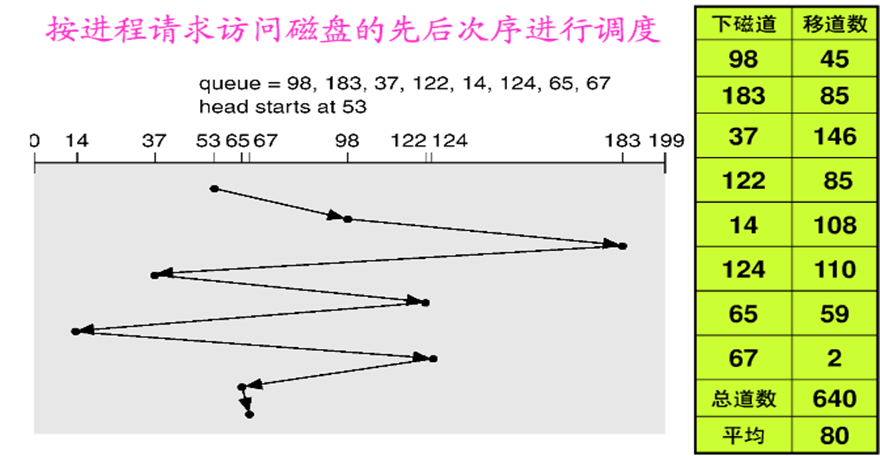 按进程请求访问磁盘的先后次序进行调度
queue = 98, 183, 37, 122, 14, 124, 65, 67
head starts at 53
0 14 37 53 65 67 98 122 124 183 199
下磁道 移道数
98 45
183 85
37 146
122 85
14 108
124 110
65 59
67 2
总道数 640
平均 80